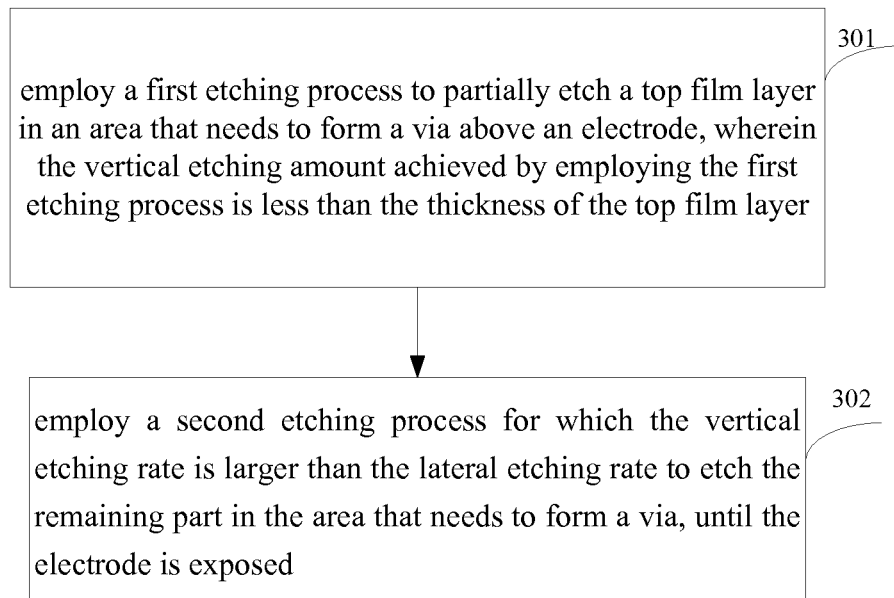 301
employ a first etching process to partially etch a top film layer
in an area that needs to form a via above an electrode, wherein
the vertical etching amount achieved by employing the first
etching process is less than the thickness of the top film layer
302
employ a second etching process for which the vertical
etching rate is larger than the lateral etching rate to etch the
remaining part in the area that needs to form a via, until the
electrode is exposed